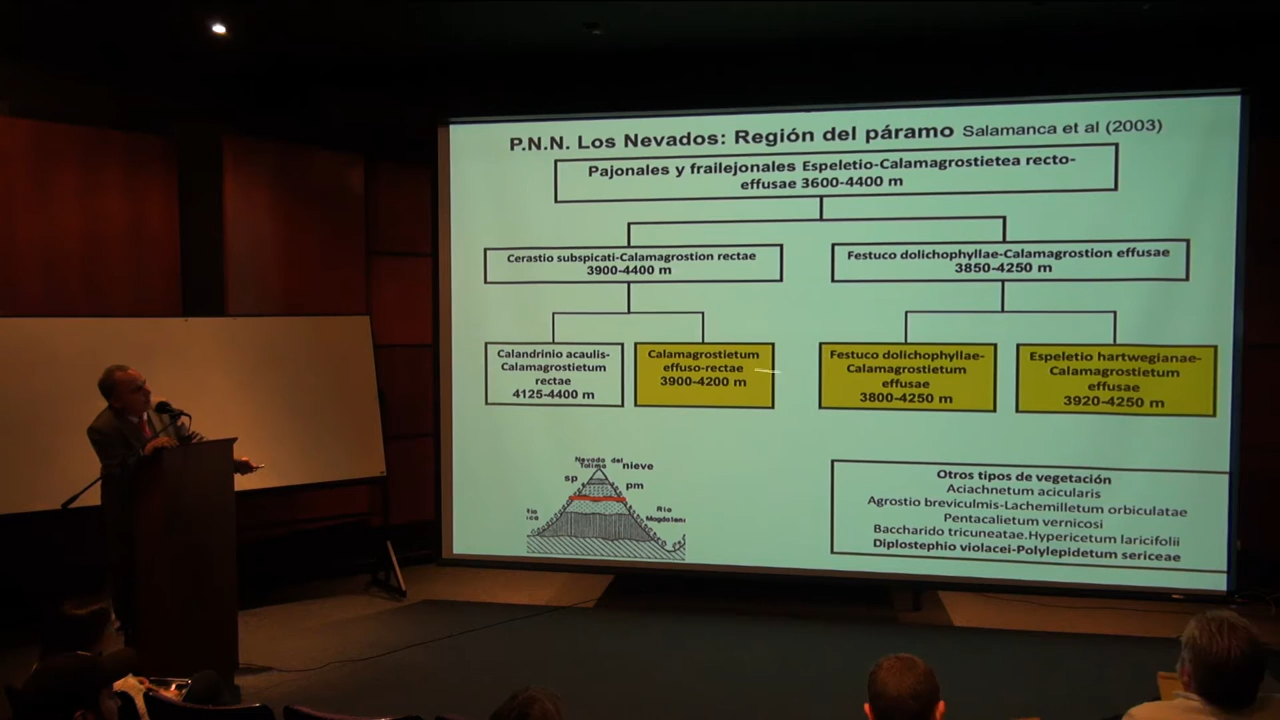 P.N.N. Los Nevados: Región del páramo Salamanca et al (2003)
Pajonales y frailejonales Espeletio-Calamagrostietea recto-
effusae 3600-4400 m
Cerastio subspicati-Calamagrostion rectae
3900-4400 m
Festuco dolichophyllae-Calamagrostion effusae
3850-4250 m
Calandrinio acaulis-
Calamagrostietum
rectae
4125-4400 m
Calamagrostietum
effuso-rectae
3900-4200 m
Festuco dolichophyllae-
Calamagrostietum
effusae
3800-4250 m
Espeletio hartwegianae-
Calamagrostietum
effusae
3920-4250 m
Nevado del
Tolima
nieve
sp
pm
Rio
Magdalena
Otros tipos de vegetación
Aciachnetum acicularis
Agrostio breviculmis-Lachemilletum orbiculatae
Pentacalietum vernicosi
Baccharido tricuneatae.Hypericetum laricifolii
Diplostephio violacei-Polylepidetum sericeae